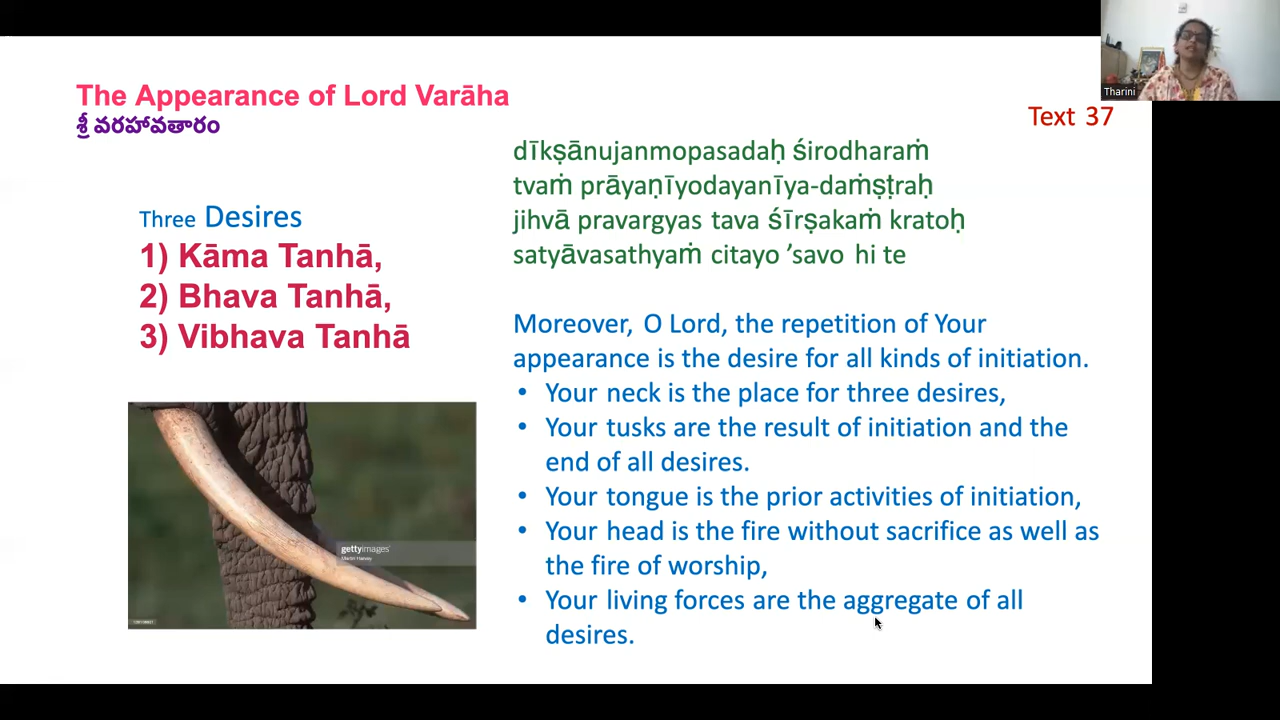 The Appearance of Lord Varāha
శ్రీ వరహావతారం
Three Desires
1) Kāma Tanhā,
2) Bhava Tanhā,
3) Vibhava Tanhā
gettyimages
Martin Harvey
Text 37
dīkṣānujanmopasadaḥ śirodharaṁ
tvaṁ prāyaṇīyodayanīya-daṁṣṭraḥ
jihvā pravargyas tava śīrṣakaṁ kratoḥ
satyāvasathyaṁ citayo ’savo hi te
Moreover, O Lord, the repetition of Your
appearance is the desire for all kinds of initiation.
• Your neck is the place for three desires,
• Your tusks are the result of initiation and the
end of all desires.
• Your tongue is the prior activities of initiation,
• Your head is the fire without sacrifice as well as
the fire of worship,
• Your living forces are the aggregate of all
desires.
Tharini